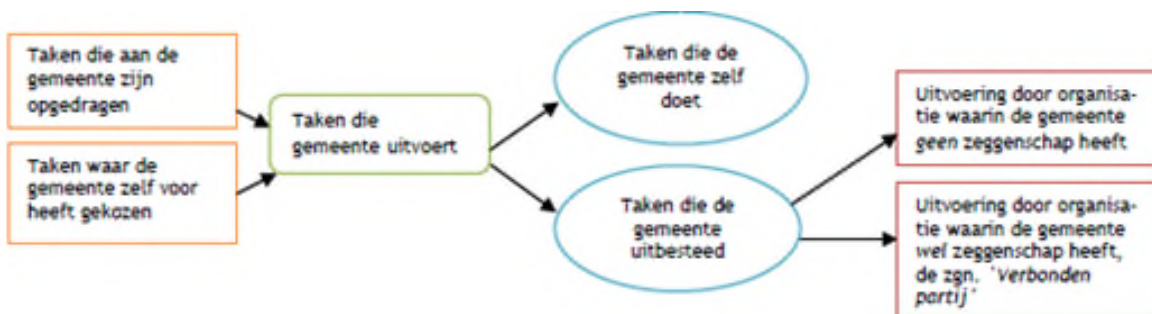 Taken die aan de
gemeente zijn
opgedragen
Taken waar de
gemeente zelf voor
heeft gekozen
Taken die
gemeente uitvoert
Taken die de
gemeente zelf
doet
Taken die de
gemeente
uitbesteed
Uitvoering door organisa-
tie waarin de gemeente
geen zeggenschap heeft
Uitvoering door organisa-
tie waarin de gemeente
wel zeggenschap heeft,
de zgn. 'Verbonden
partij'